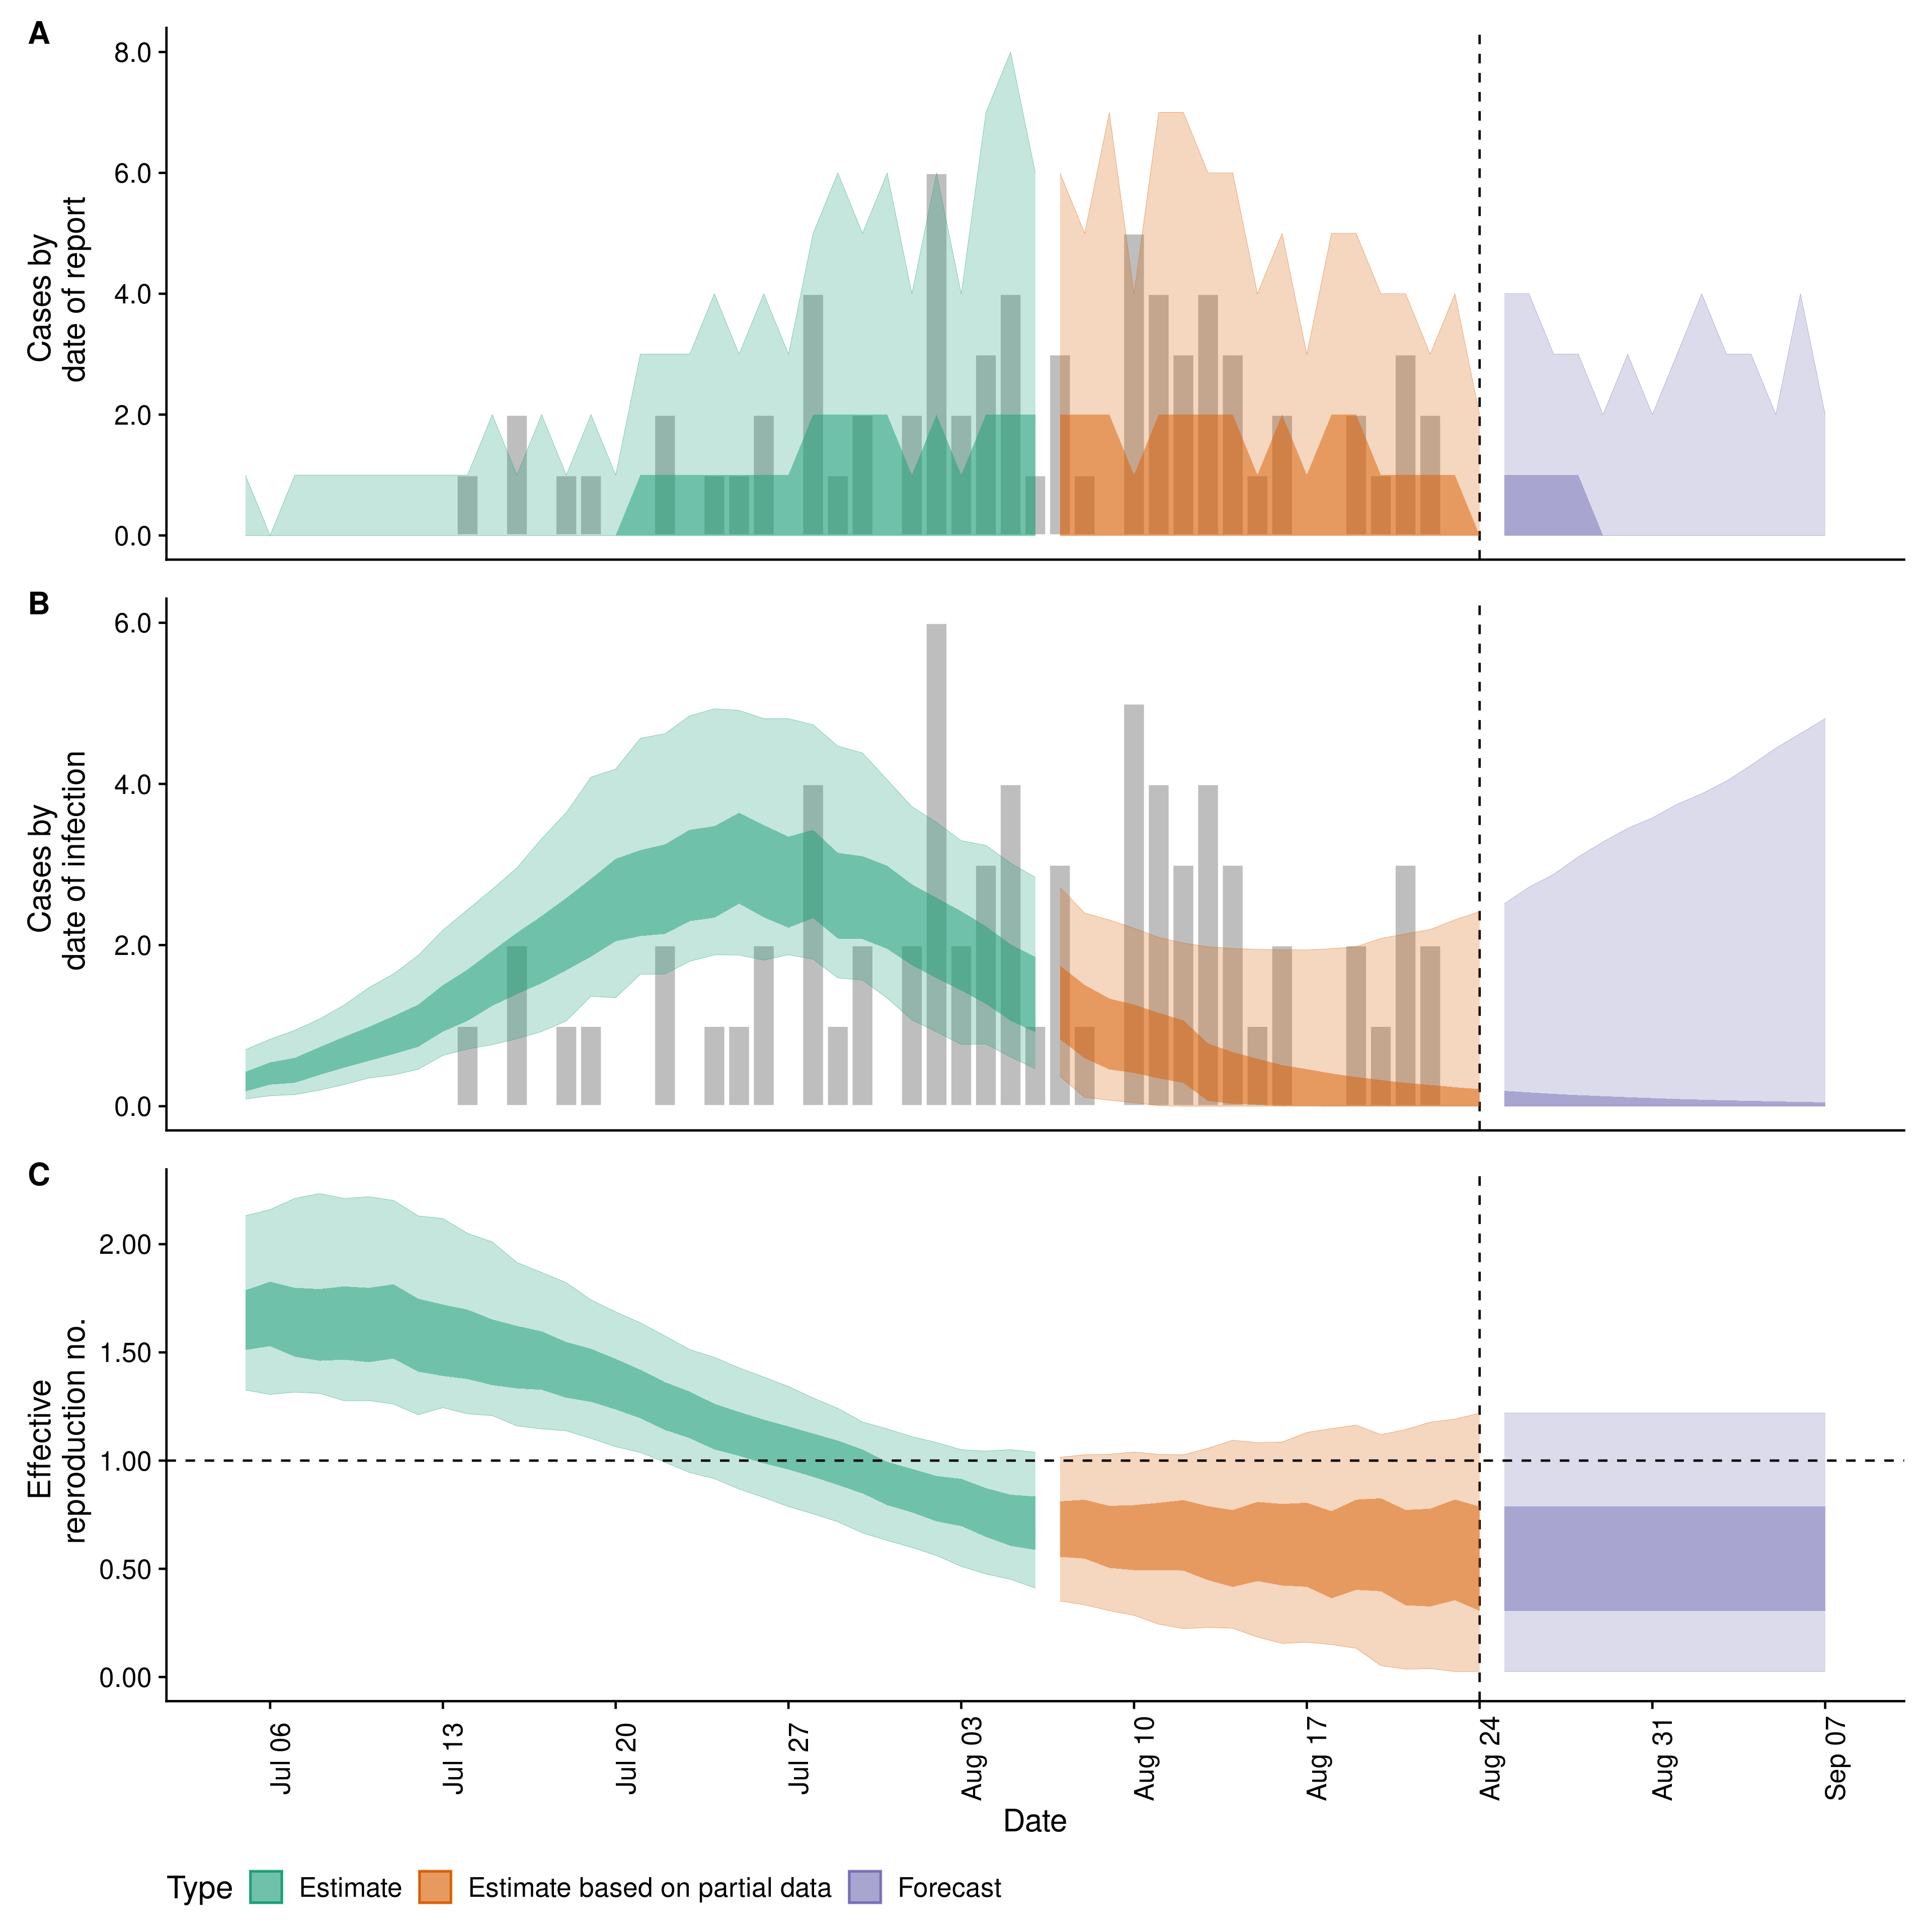 A
8.0
6.0
4.0
2.0
0.0
Cases by
date of report
B
6.0
4.0
2.0
0.0
Cases by
date of infection
C
2.00
1.50
1.00
0.50
0.00
Effective
reproduction no.
Jul 06
Jul 13
Jul 20
Jul 27
Aug 03
Aug 10
Aug 17
Aug 24
Aug 31
Sep 07
Date
Type
Estimate
Estimate based on partial data
Forecast